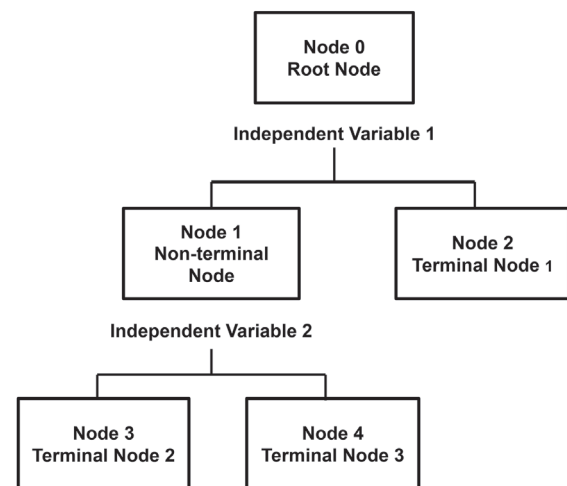 Node 0
Root Node
Independent Variable 1
Node 1
Non-terminal
Node
Node 2
Terminal Node 1
Independent Variable 2
Node 3
Terminal Node 2
Node 4
Terminal Node 3